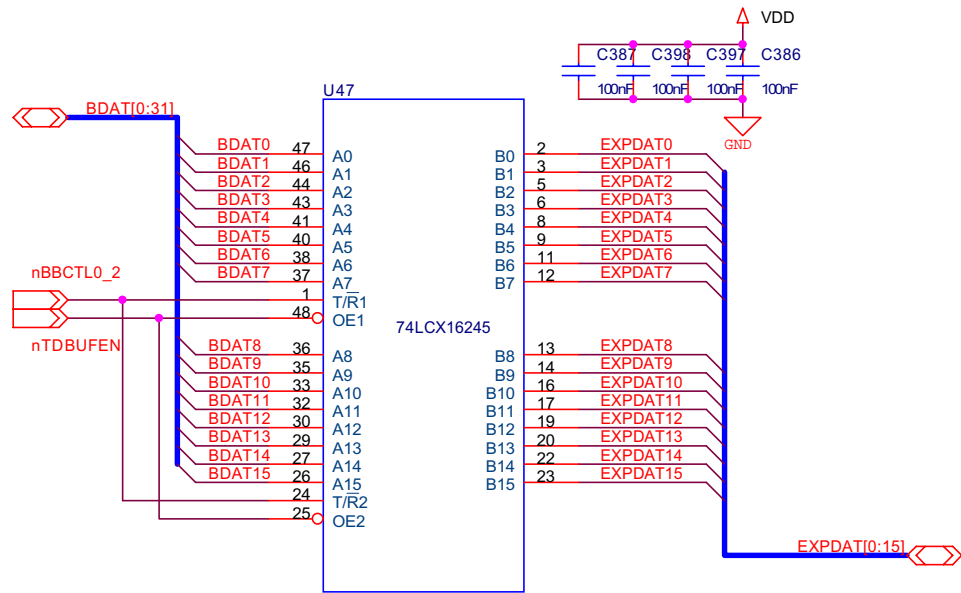 VDD
C387 C398 C397 C386
100nF 100nF 100nF 100nF
GND
U47
BDAT[0:31]
BDAT0 47 A0 B0 2 EXPDAT0
BDAT1 46 A1 B1 3 EXPDAT1
BDAT2 44 A2 B2 5 EXPDAT2
BDAT3 43 A3 B3 6 EXPDAT3
BDAT4 41 A4 B4 8 EXPDAT4
BDAT5 40 A5 B5 9 EXPDAT5
BDAT6 38 A6 B6 11 EXPDAT6
BDAT7 37 A7 B7 12 EXPDAT7
nBBCTL0_2
1 T/R1
48 OE1
74LCX16245
nTDBUFEN
BDAT8 36 A8 B8 13 EXPDAT8
BDAT9 35 A9 B9 14 EXPDAT9
BDAT10 33 A10 B10 16 EXPDAT10
BDAT11 32 A11 B11 17 EXPDAT11
BDAT12 30 A12 B12 19 EXPDAT12
BDAT13 29 A13 B13 20 EXPDAT13
BDAT14 27 A14 B14 22 EXPDAT14
BDAT15 26 A15 B15 23 EXPDAT15
24 T/R2
25 OE2
EXPDAT[0:15]